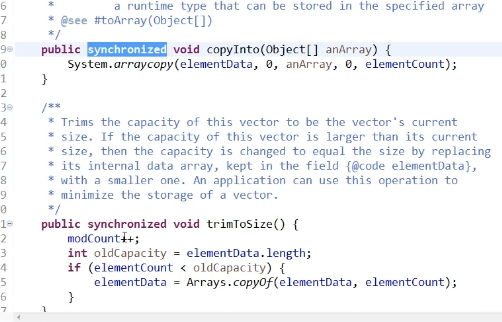 6 * a runtime type that can be stored in the specified array
7 * @see #toArray(Object[])
8 */
9 public synchronized void copyInto(Object[] anArray) {
0 System.arraycopy(elementData, 0, anArray, 0, elementCount);
1 }
2
3 /**
4 * Trims the capacity of this vector to be the vector's current
5 * size. If the capacity of this vector is larger than its current
6 * size, then the capacity is changed to equal the size by replacing
7 * its internal data array, kept in the field {@code elementData},
8 * with a smaller one. An application can use this operation to
9 * minimize the storage of a vector.
0 */
1 public synchronized void trimToSize() {
2 modCount++;
3 int oldCapacity = elementData.length;
4 if (elementCount < oldCapacity) {
5 elementData = Arrays.copyOf(elementData, elementCount);
6 }
7 }